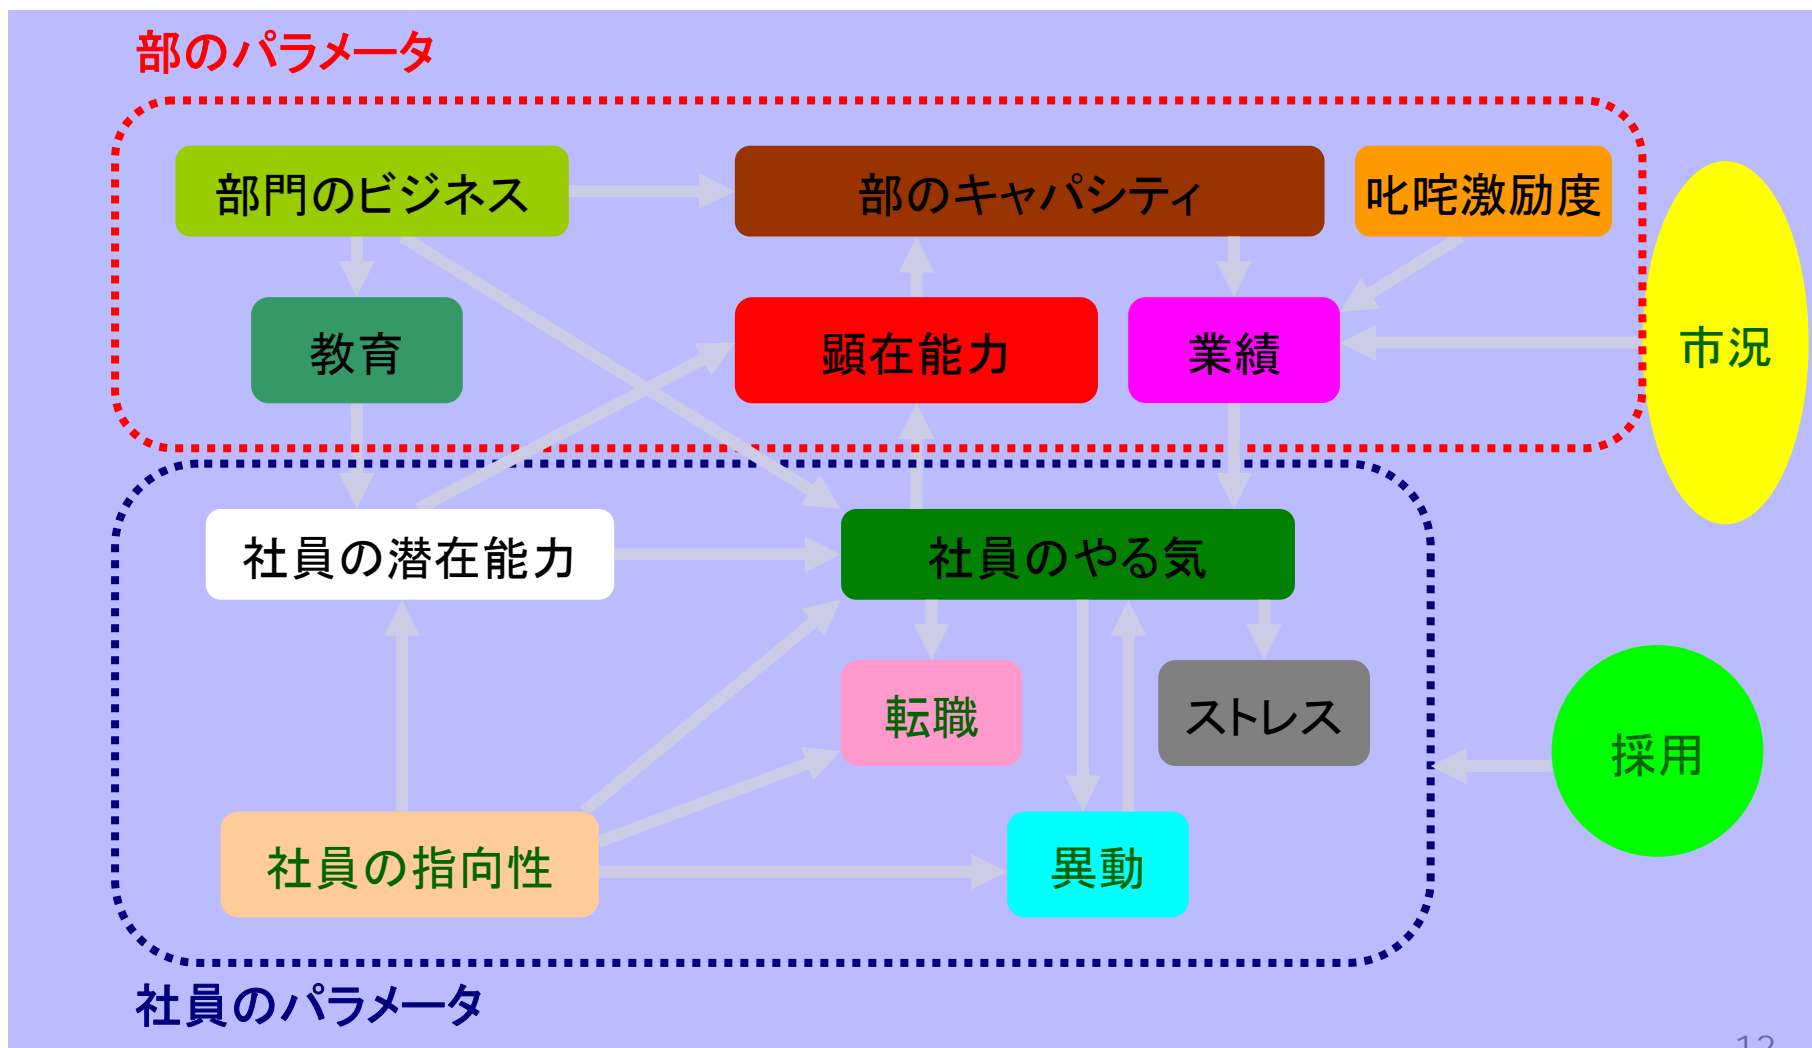 部のパラメータ
部門のビジネス
部のキャパシティ
叱咤激励度
教育
顕在能力
業績
市況
社員の潜在能力
社員のやる気
転職
ストレス
採用
社員の指向性
異動
社員のパラメータ
12